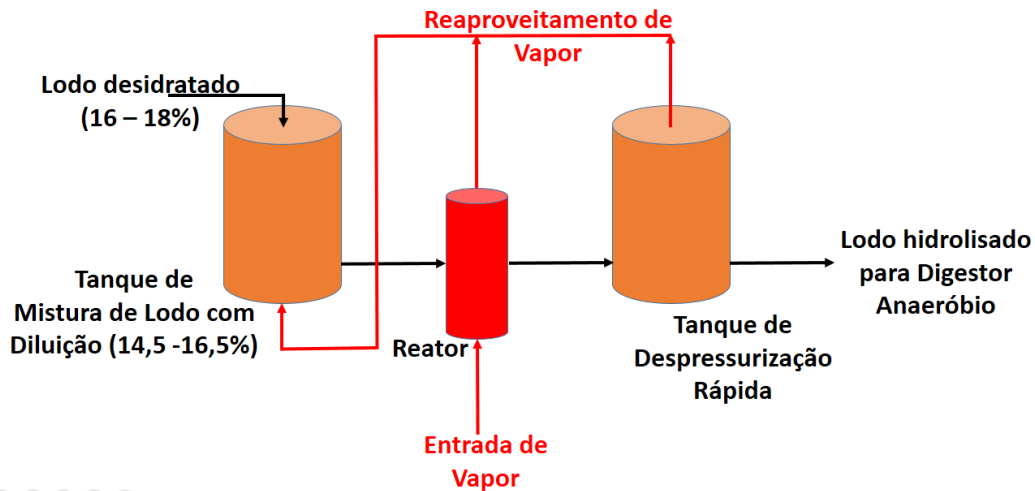 Reaproveitamento de
Vapor
Lodo desidratado
(16 – 18%)
Tanque de
Mistura de Lodo com
Diluição (14,5 -16,5%)
Reator
Entrada de
Vapor
Tanque de
Despressurização
Rápida
Lodo hidrolisado
para Digestor
Anaeróbio